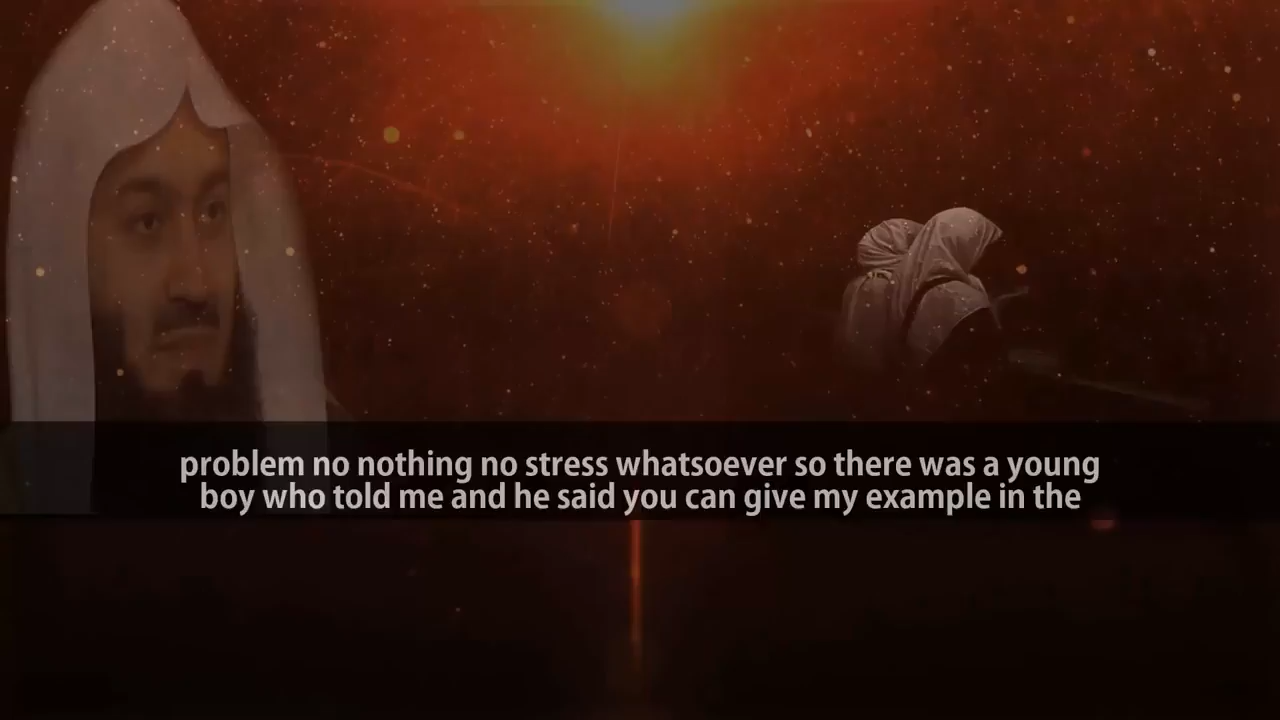 problem no nothing no stress whatsoever so there was a young
boy who told me and he said you can give my example in the